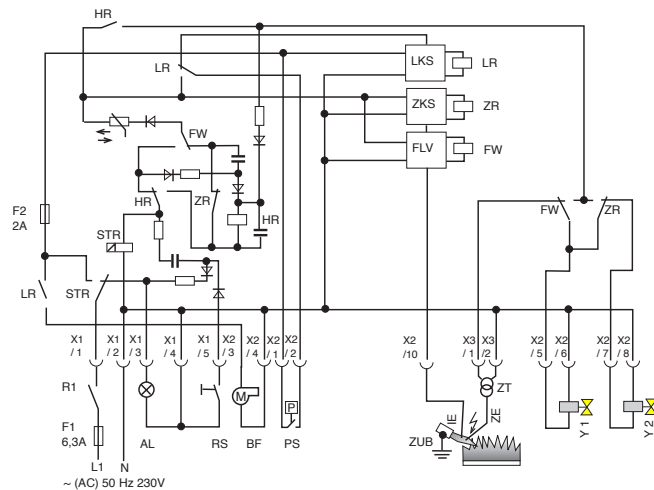 HR
LKS
LR
LR
ZKS
ZR
FW
FLV
FW
F2
2A
HR
ZR
HR
FW
ZR
STR
LR
STR
X1
/ 1
X1
/ 2
X1
/ 3
X1
/ 4
X1
/ 5
X2
/ 3
X2
/ 4
X2
/ 1
X2
/ 2
X2
/10
X3
/ 1
X3
/ 2
X2
/ 5
X2
/ 6
X2
/ 7
X2
/ 8
R1
M
P
ZT
F1
6,3A
AL
RS
BF
PS
ZUB
IE
ZE
Y 1
Y 2
L1
N
~ (AC) 50 Hz 230V